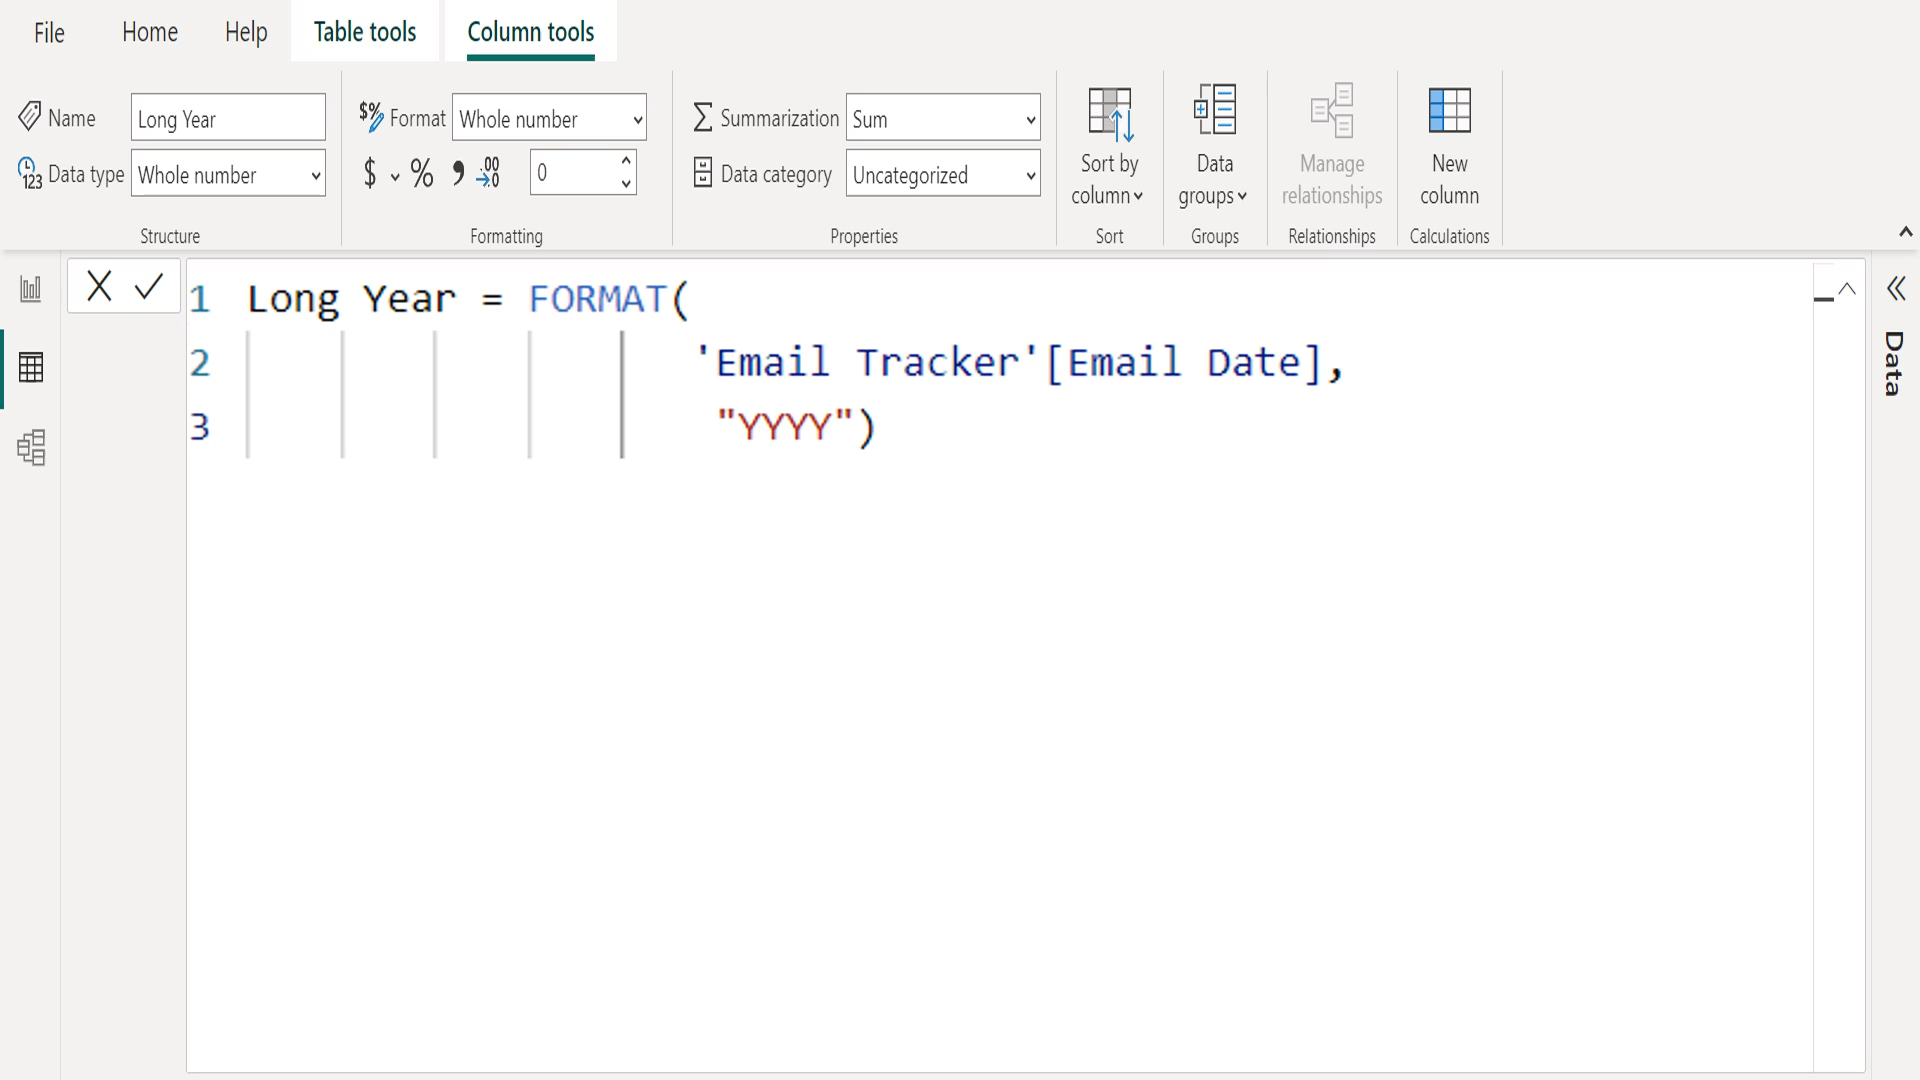 File Home Help Table tools Column tools
Name Long Year $% Format Whole number Summarization Sum
Data type Whole number $ % , .00 0 Data category Uncategorized
Sort by column Data groups Manage relationships New column
Structure Formatting Properties Sort Groups Relationships Calculations
1 Long Year = FORMAT(
2 'Email Tracker'[Email Date],
3 "YYYY")
Data